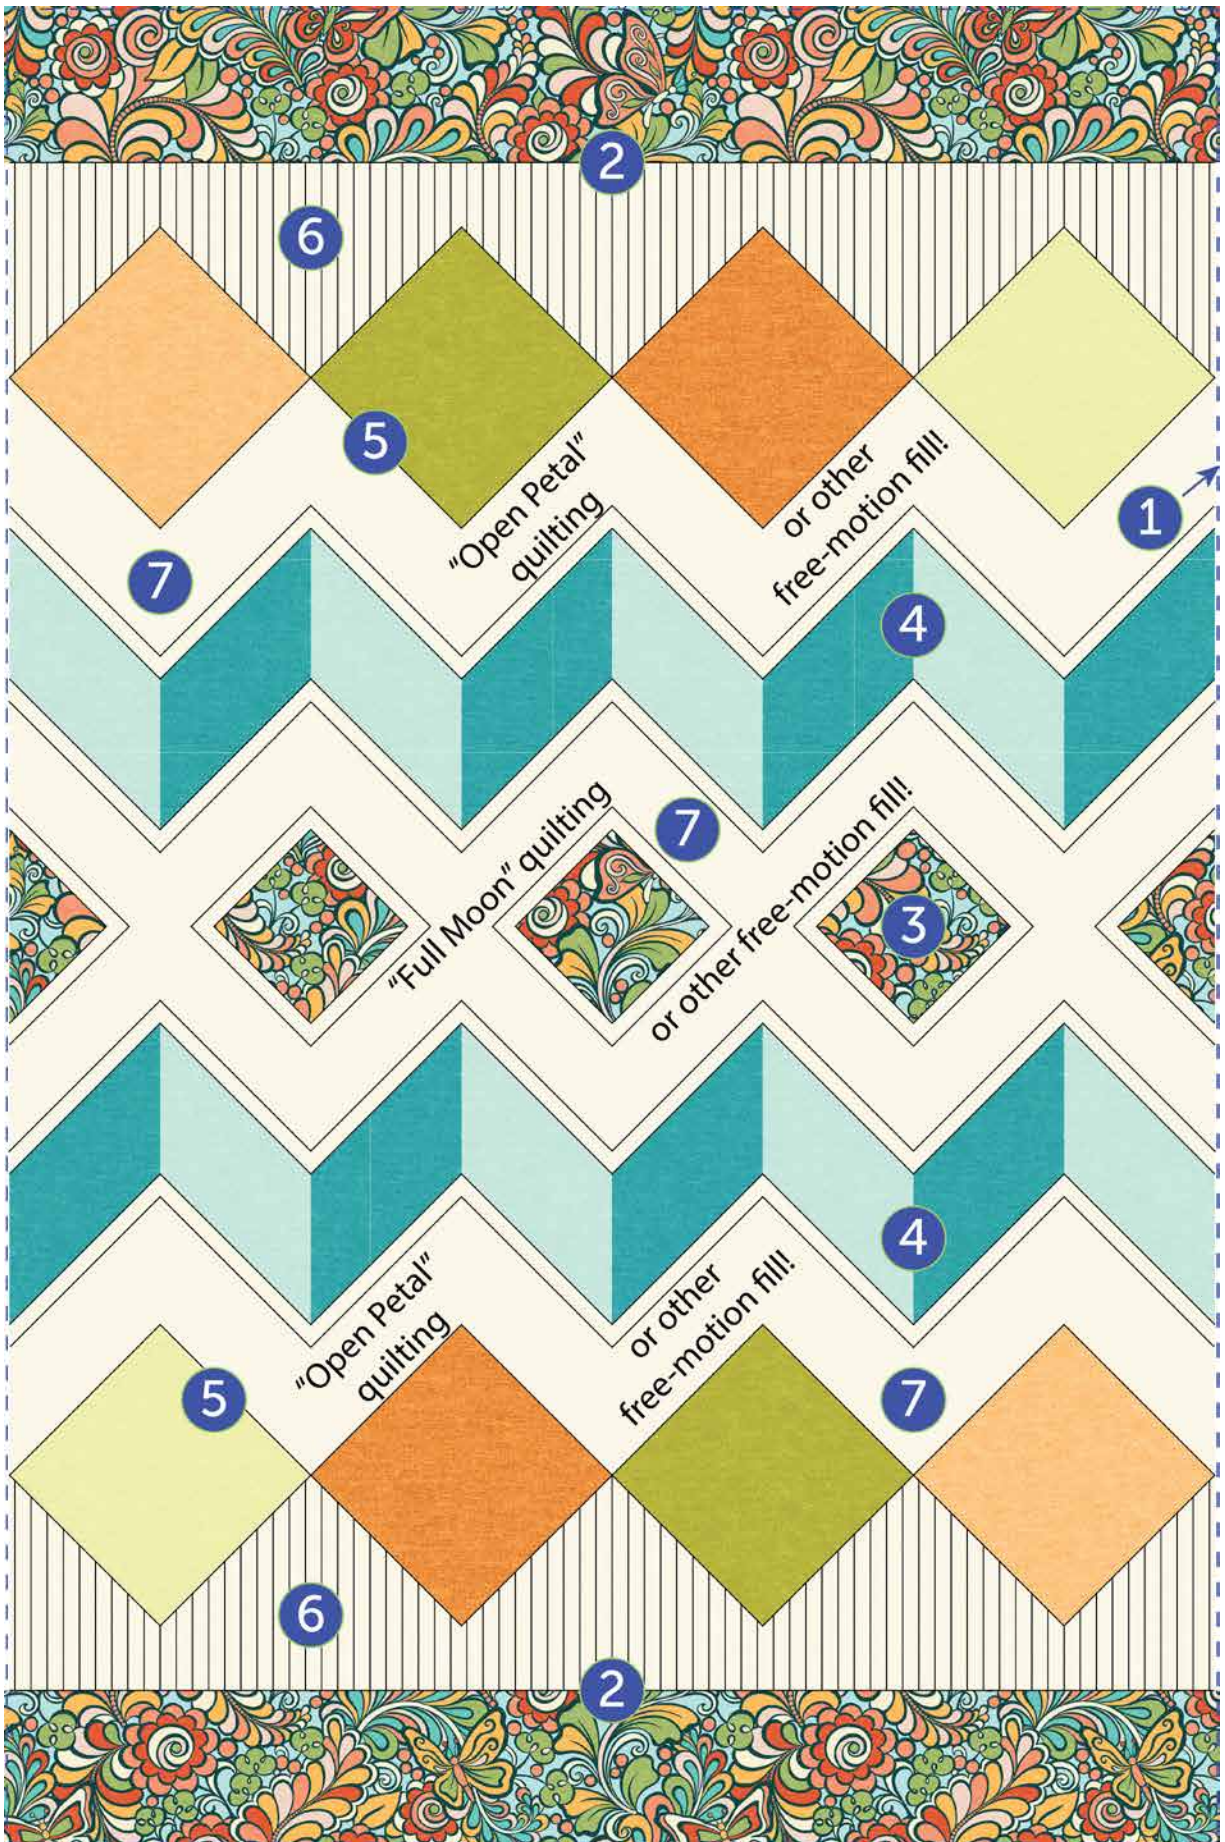 2
6
5
"Open Petal"
quilting
or other
free-motion fill!
1
7
4
"Full Moon" quilting
7
or other free-motion fill!
3
4
"Open Petal"
quilting
or other
free-motion fill!
5
7
6
2